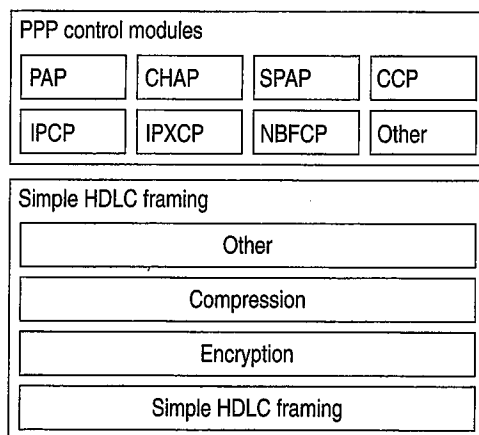 PPP control modules
PAP CHAP SPAP CCP
IPCP IPXCP NBFCP Other
Simple HDLC framing
Other
Compression
Encryption
Simple HDLC framing